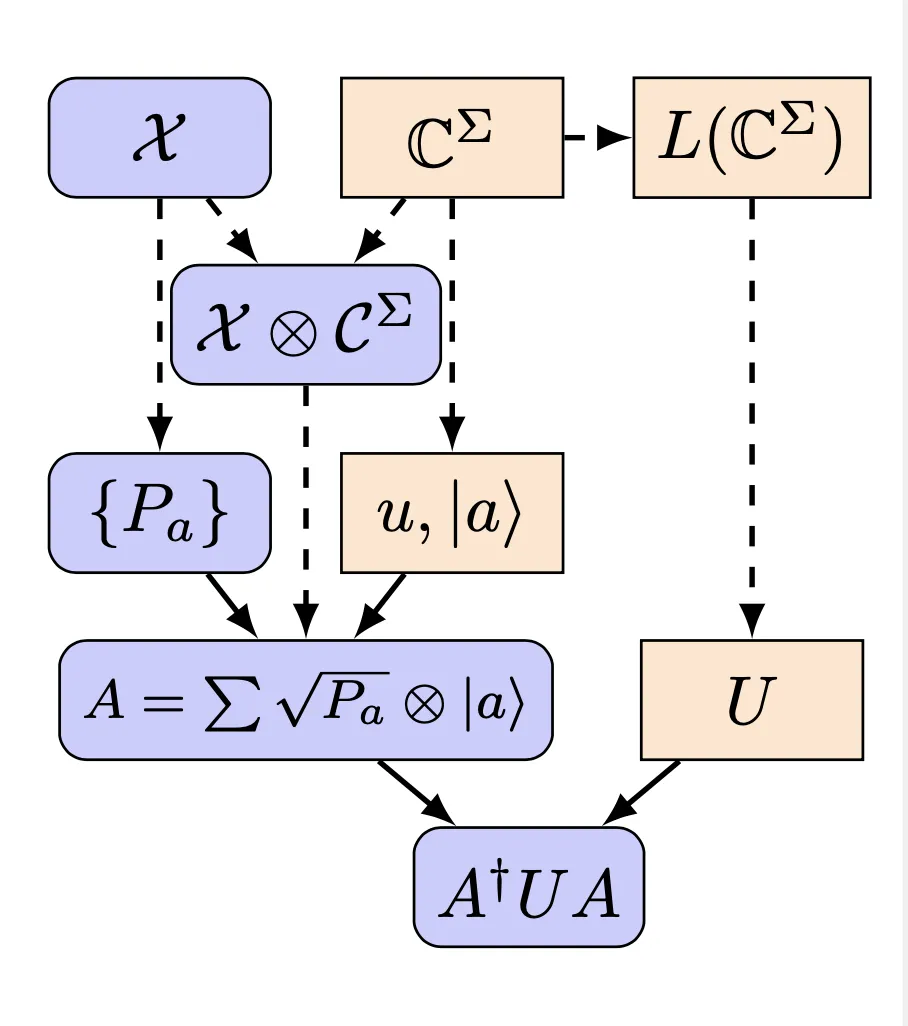 𝒳
ℂ^Σ
L(ℂ^Σ)
𝒳 ⊗ 𝒞^Σ
{P_a}
u, |a⟩
A = ∑ √P_a ⊗ |a⟩
U
A†UA